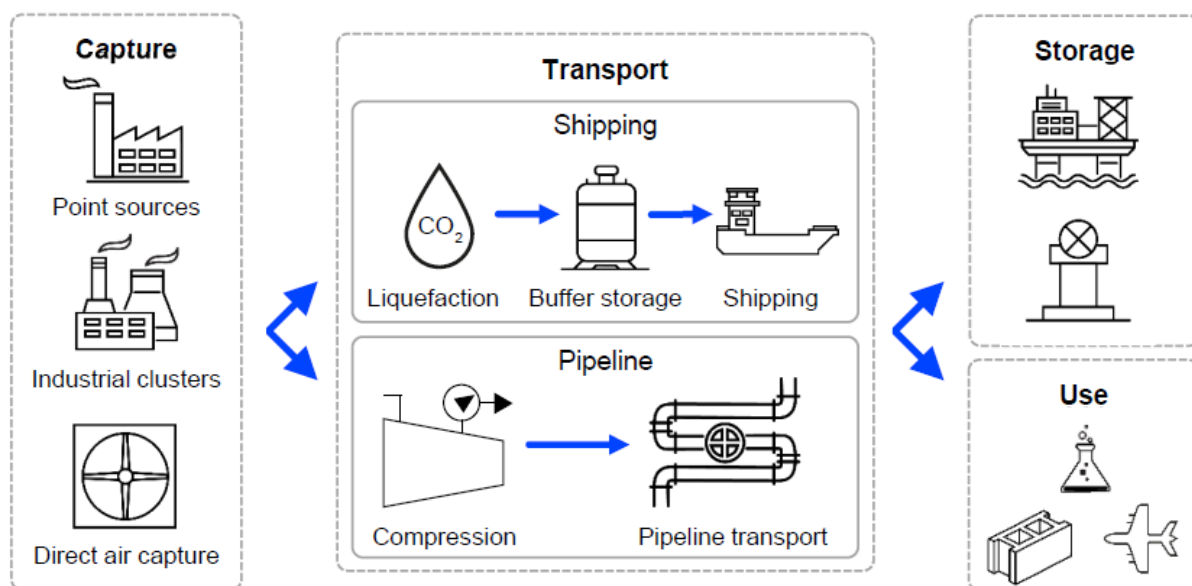 Capture
Point sources
Industrial clusters
Direct air capture
Transport
Shipping
CO₂
Liquefaction
Buffer storage
Shipping
Pipeline
Compression
Pipeline transport
Storage
Use